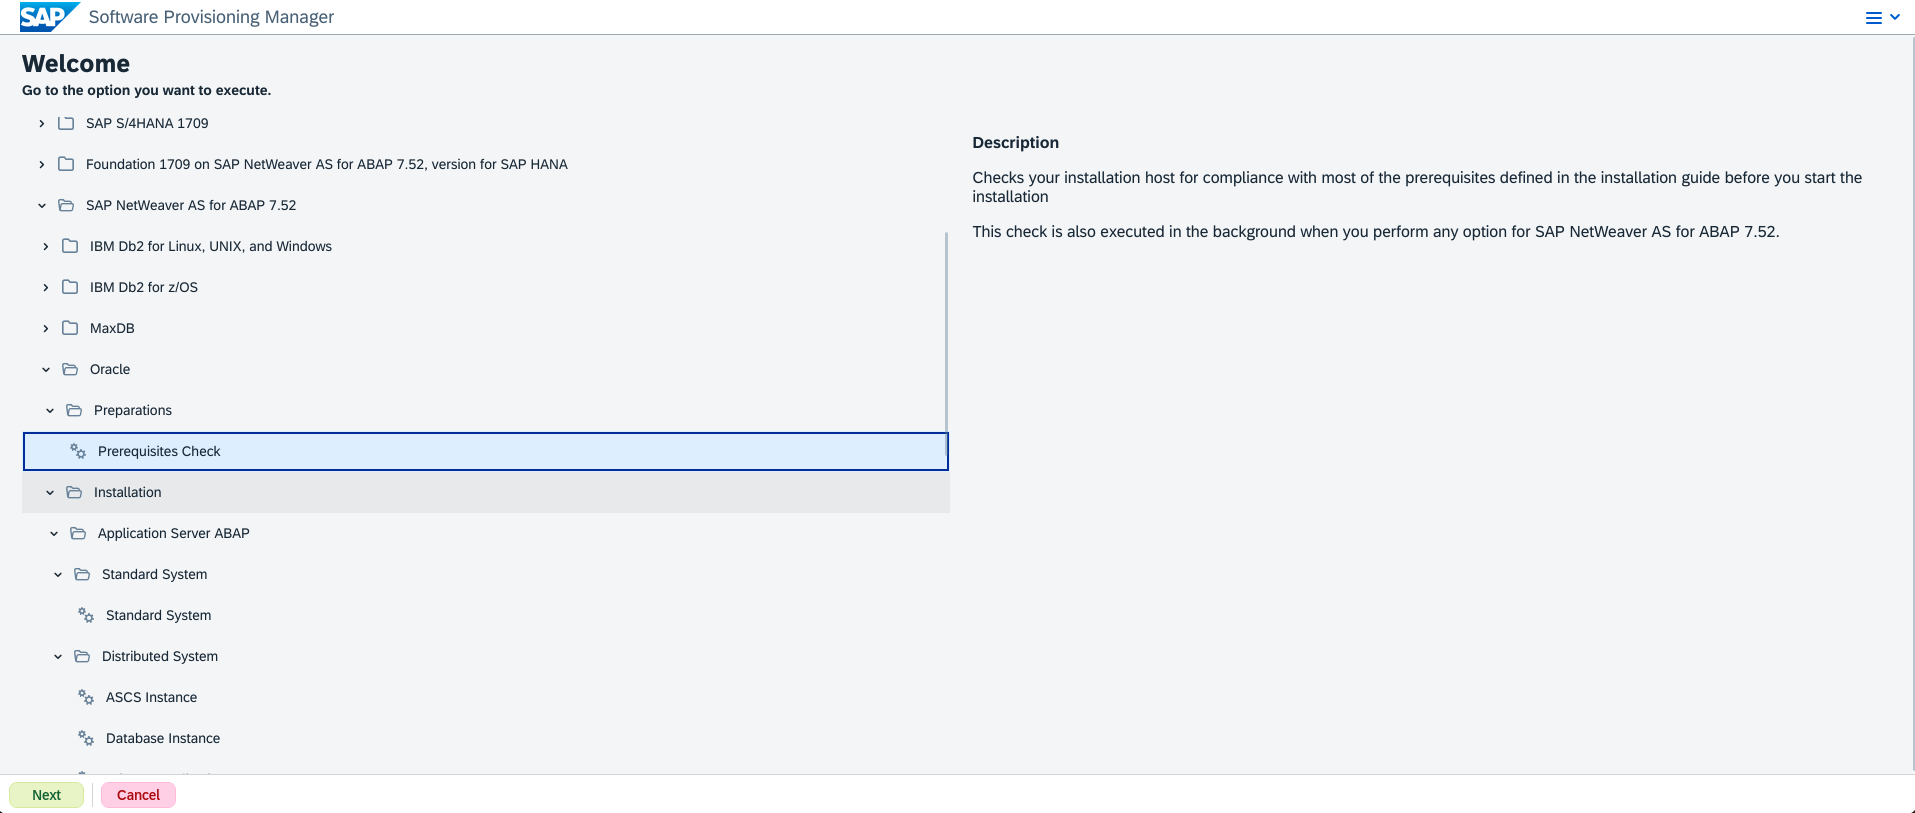 SAP Software Provisioning Manager
Welcome
Go to the option you want to execute.
SAP S/4HANA 1709
Foundation 1709 on SAP NetWeaver AS for ABAP 7.52, version for SAP HANA
SAP NetWeaver AS for ABAP 7.52
IBM Db2 for Linux, UNIX, and Windows
IBM Db2 for z/OS
MaxDB
Oracle
Preparations
Prerequisites Check
Installation
Application Server ABAP
Standard System
Standard System
Distributed System
ASCS Instance
Database Instance
Description
Checks your installation host for compliance with most of the prerequisites defined in the installation guide before you start the
installation
This check is also executed in the background when you perform any option for SAP NetWeaver AS for ABAP 7.52.
Next
Cancel